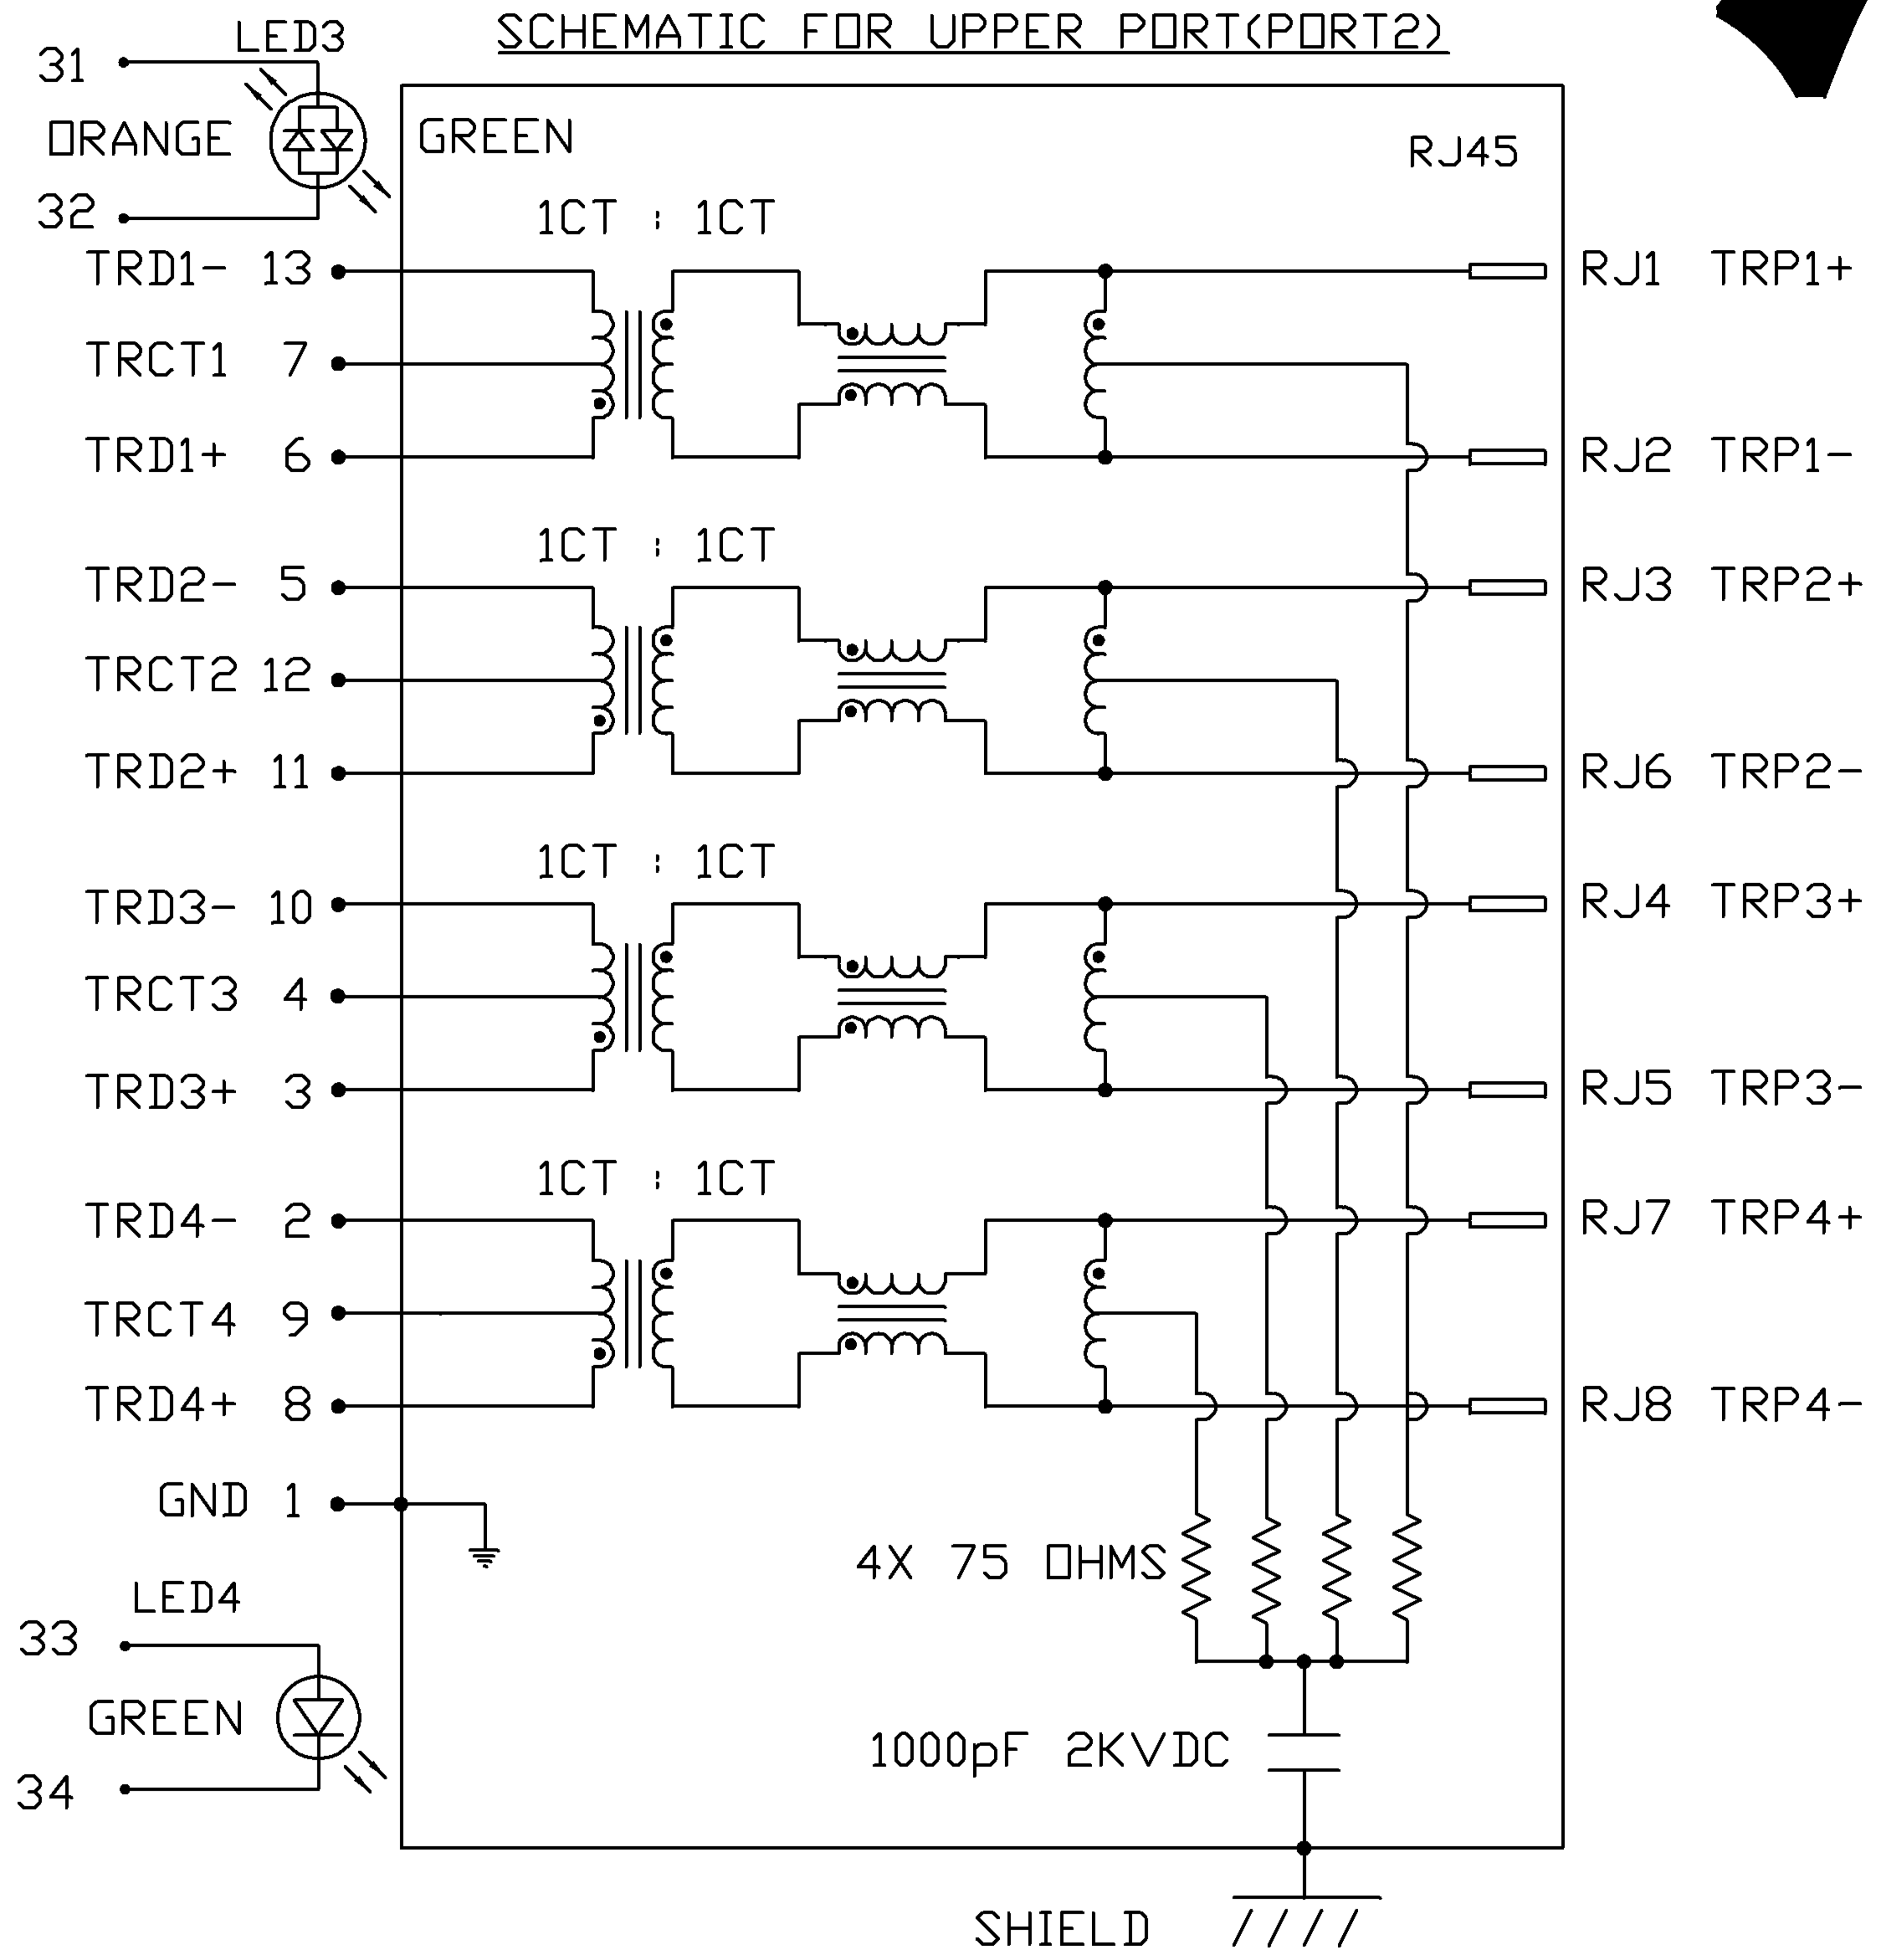 SCHEMATIC FOR UPPER PORT(PORT2)
LED3
31
ORANGE
GREEN
RJ45
32
1CT : 1CT
TRD1- 13
RJ1 TRP1+
TRCT1 7
TRD1+ 6
RJ2 TRP1-
1CT : 1CT
TRD2- 5
RJ3 TRP2+
TRCT2 12
TRD2+ 11
RJ6 TRP2-
1CT : 1CT
TRD3- 10
RJ4 TRP3+
TRCT3 4
TRD3+ 3
RJ5 TRP3-
1CT : 1CT
TRD4- 2
RJ7 TRP4+
TRCT4 9
TRD4+ 8
RJ8 TRP4-
GND 1
4X 75 OHMS
LED4
33
GREEN
34
1000pF 2KVDC
SHIELD